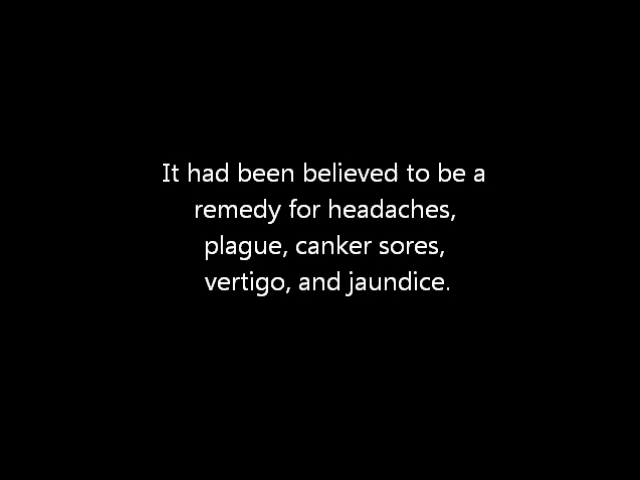 It had been believed to be a
remedy for headaches,
plague, canker sores,
vertigo, and jaundice.